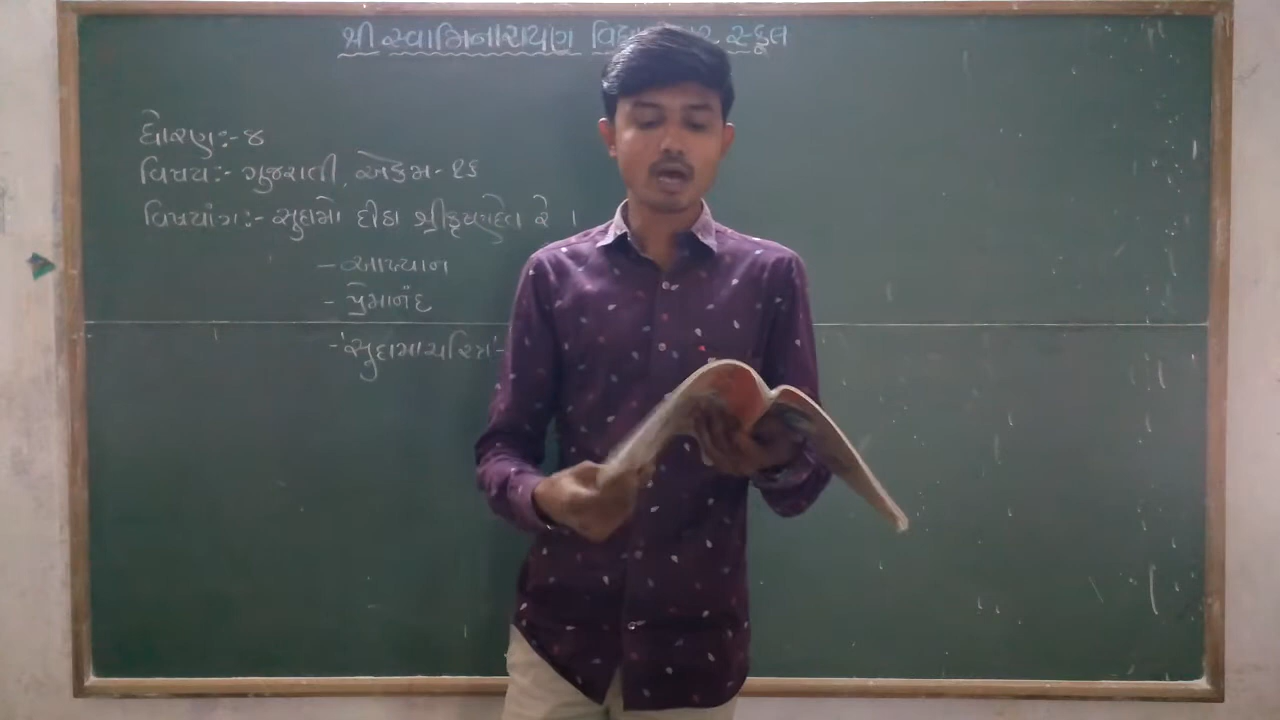 શ્રી સ્વામિનારાયણ સ્કૂલ
ધોરણ:- ૪
વિષય:- ગુજરાતી, એકમ- ૧૬
વિષયાંગ:- સુદામો દીઠા શ્રીકૃષ્ણદેવ રે ।
- આખ્યાન
- પ્રેમાનંદ
- 'સુદામાચરિત્ર' -